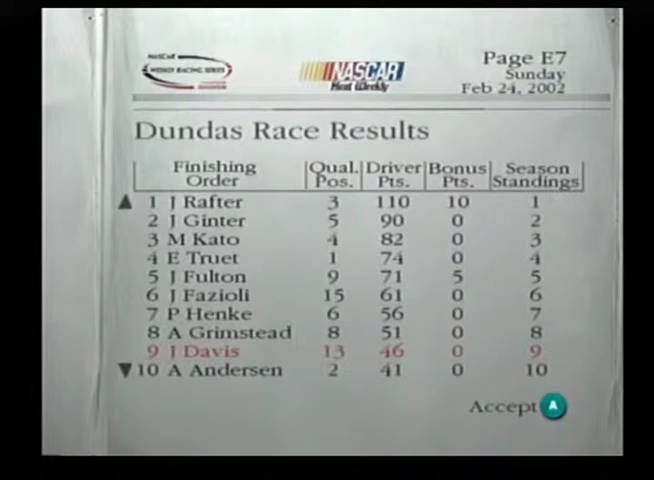 NASCAR
WEEKLY RACING SERIES
NASCAR
Heat Weekly
Page E7
Sunday
Feb 24, 2002
Dundas Race Results
Finishing Order Qual. Pos. Driver Pts. Bonus Pts. Season Standings
▲ 1 J Rafter 3 110 10 1
2 J Ginter 5 90 0 2
3 M Kato 4 82 0 3
4 E Truet 1 74 0 4
5 J Fulton 9 71 5 5
6 J Fazioli 15 61 0 6
7 P Henke 6 56 0 7
8 A Grimstead 8 51 0 8
9 J Davis 13 46 0 9
▼ 10 A Andersen 2 41 0 10
Accept A